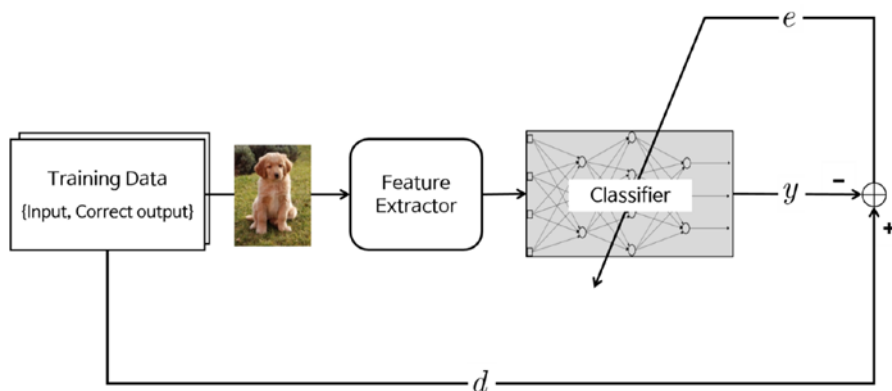 e
Training Data
{Input, Correct output}
Feature
Extractor
Classifier
y
−
+
d